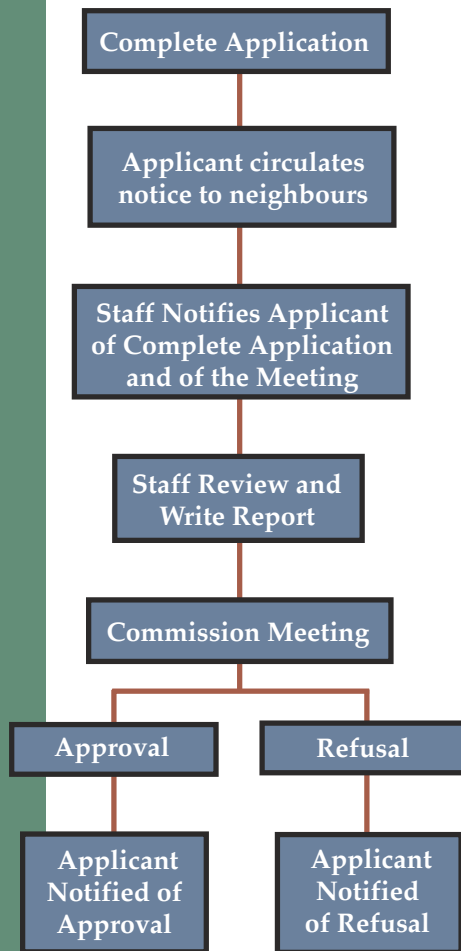 Complete Application
Applicant circulates
notice to neighbours
Staff Notifies Applicant
of Complete Application
and of the Meeting
Staff Review and
Write Report
Commission Meeting
Approval
Refusal
Applicant
Notified of
Approval
Applicant
Notified
of Refusal